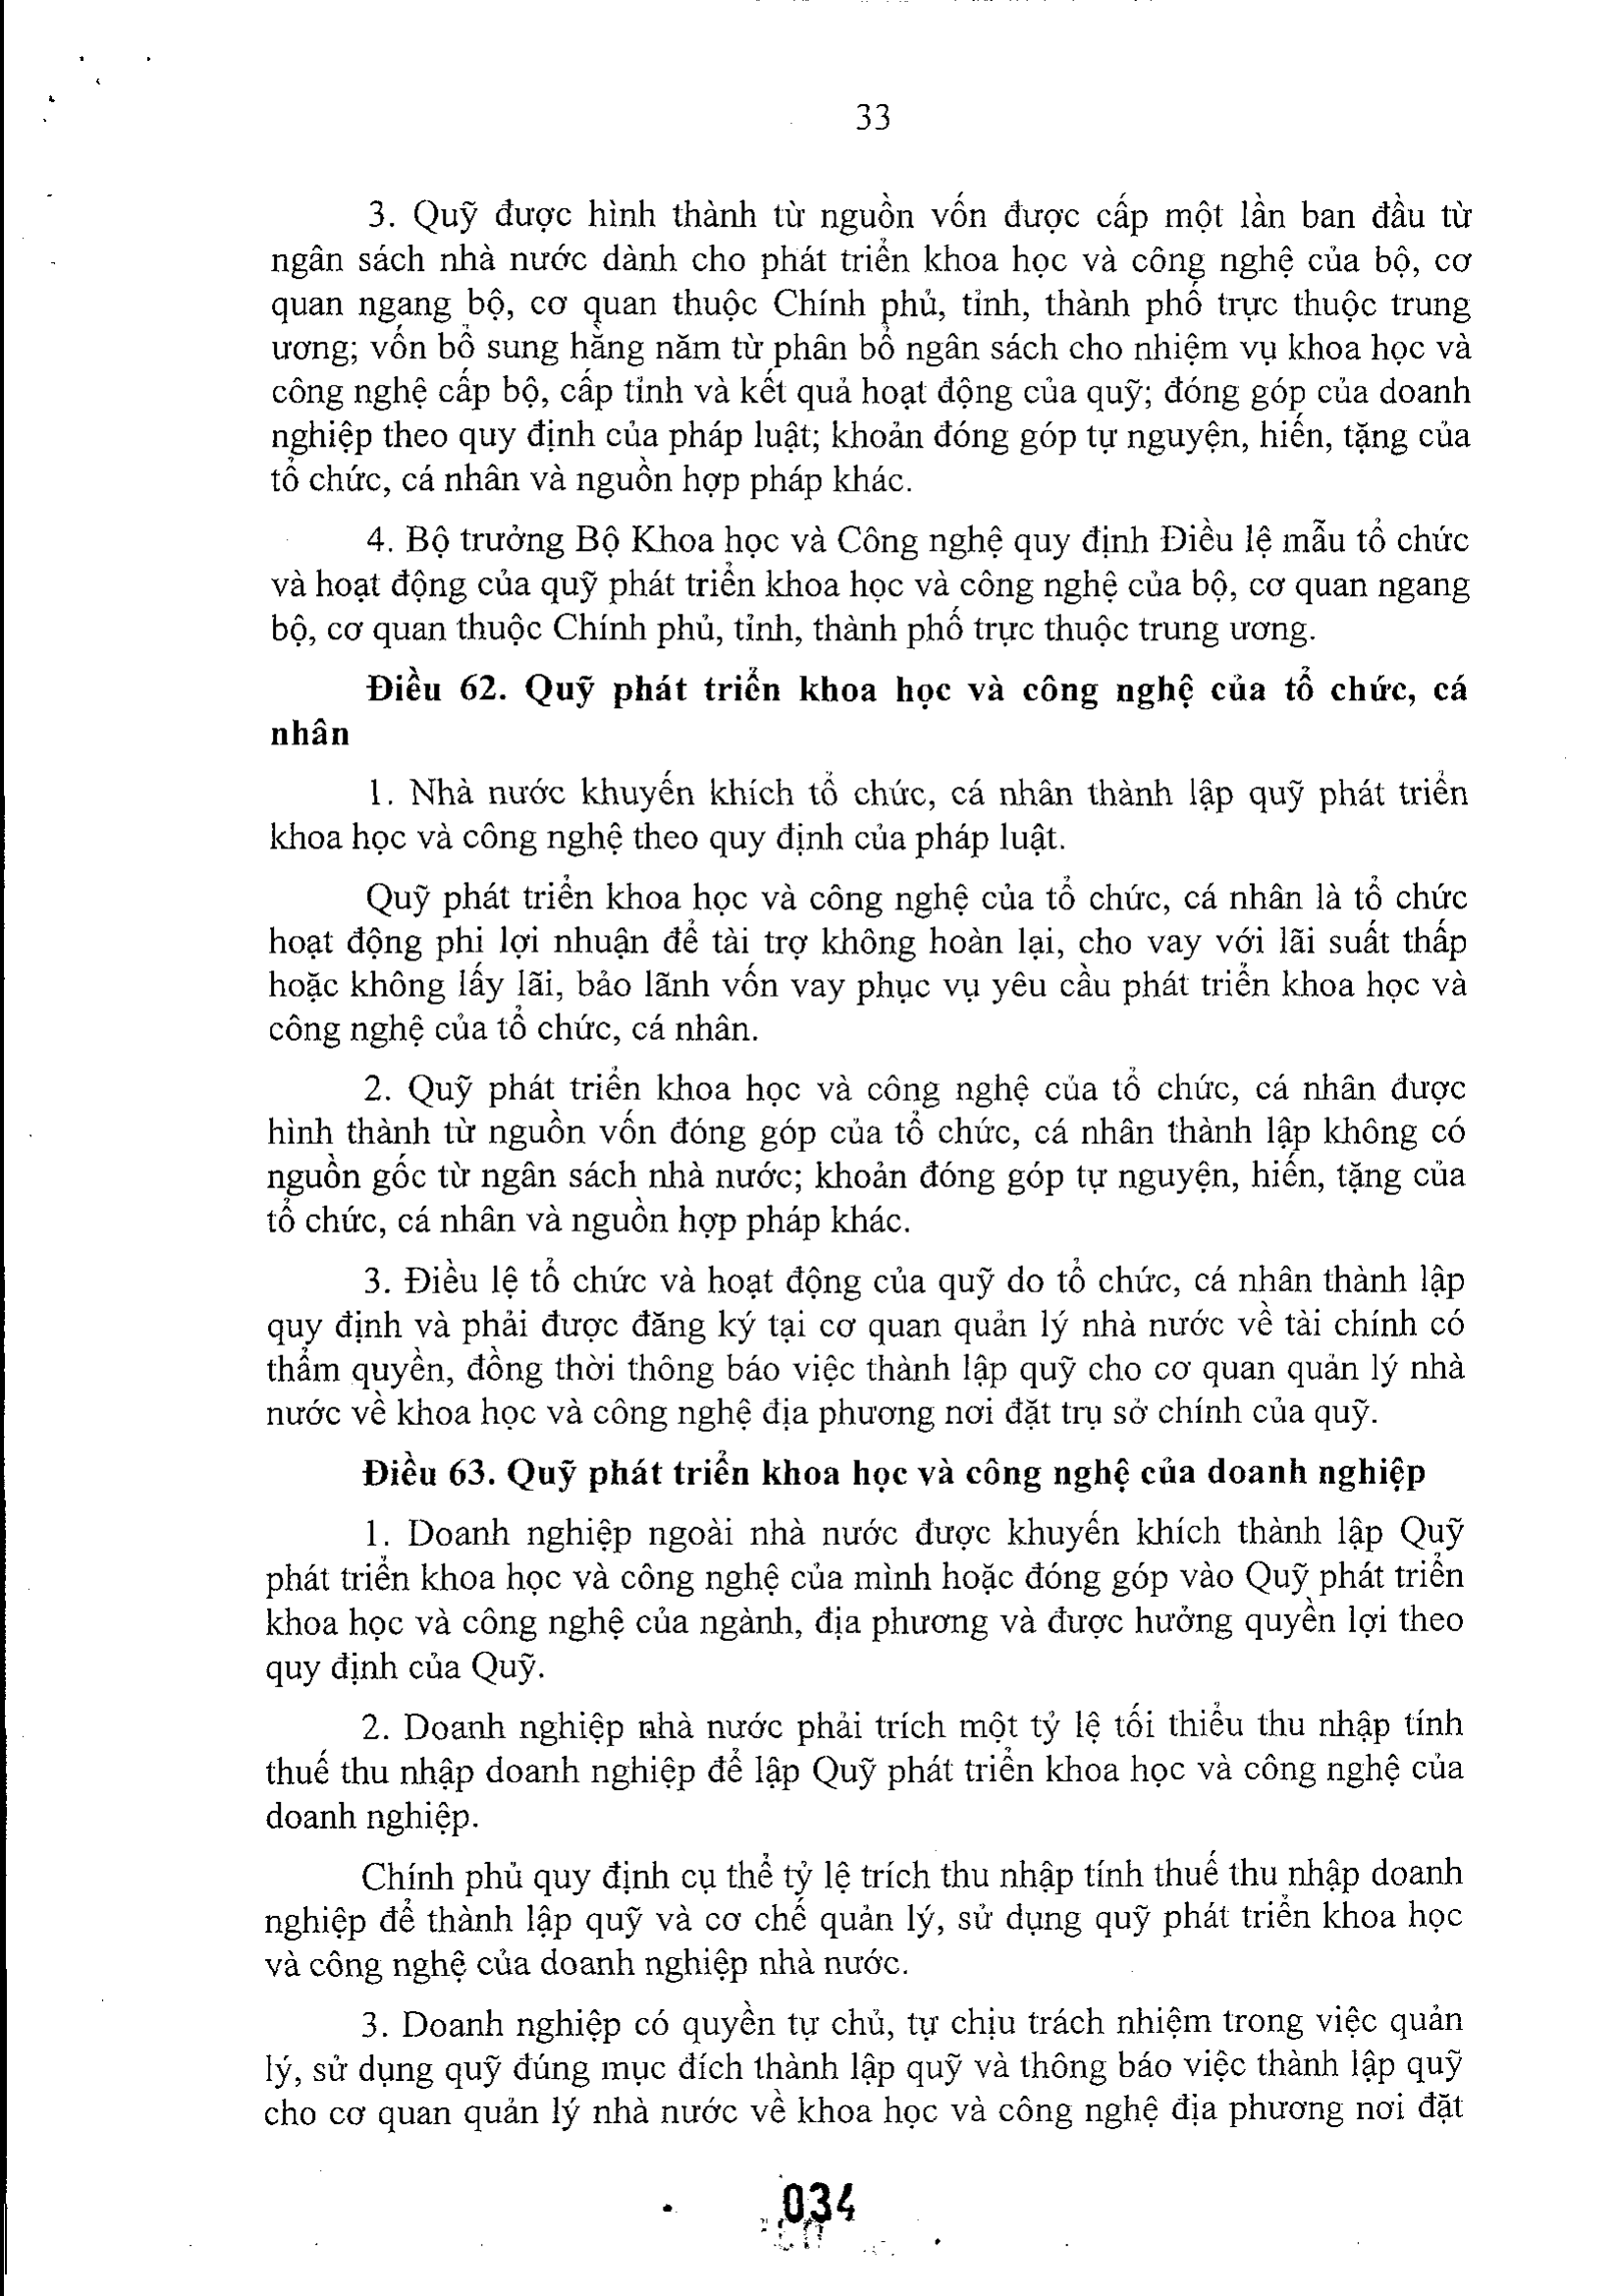 33
3. Quỹ được hình thành từ nguồn vốn được cấp một lần ban đầu từ
ngân sách nhà nước dành cho phát triển khoa học và công nghệ của bộ, cơ
quan ngang bộ, cơ quan thuộc Chính phủ, tỉnh, thành phố trực thuộc trung
ương; vốn bổ sung hằng năm từ phân bổ ngân sách cho nhiệm vụ khoa học và
công nghệ cấp bộ, cấp tỉnh và kết quả hoạt động của quỹ; đóng góp của doanh
nghiệp theo quy định của pháp luật; khoản đóng góp tự nguyện, hiến, tặng của
tổ chức, cá nhân và nguồn hợp pháp khác.
4. Bộ trưởng Bộ Khoa học và Công nghệ quy định Điều lệ mẫu tổ chức
và hoạt động của quỹ phát triển khoa học và công nghệ của bộ, cơ quan ngang
bộ, cơ quan thuộc Chính phủ, tỉnh, thành phố trực thuộc trung ương.
Điều 62. Quỹ phát triển khoa học và công nghệ của tổ chức, cá
nhân
1. Nhà nước khuyến khích tổ chức, cá nhân thành lập quỹ phát triển
khoa học và công nghệ theo quy định của pháp luật.
Quỹ phát triển khoa học và công nghệ của tổ chức, cá nhân là tổ chức
hoạt động phi lợi nhuận để tài trợ không hoàn lại, cho vay với lãi suất thấp
hoặc không lấy lãi, bảo lãnh vốn vay phục vụ yêu cầu phát triển khoa học và
công nghệ của tổ chức, cá nhân.
2. Quỹ phát triển khoa học và công nghệ của tổ chức, cá nhân được
hình thành từ nguồn vốn đóng góp của tổ chức, cá nhân thành lập không có
nguồn gốc từ ngân sách nhà nước; khoản đóng góp tự nguyện, hiến, tặng của
tổ chức, cá nhân và nguồn hợp pháp khác.
3. Điều lệ tổ chức và hoạt động của quỹ do tổ chức, cá nhân thành lập
quy định và phải được đăng ký tại cơ quan quản lý nhà nước về tài chính có
thẩm quyền, đồng thời thông báo việc thành lập quỹ cho cơ quan quản lý nhà
nước về khoa học và công nghệ địa phương nơi đặt trụ sở chính của quỹ.
Điều 63. Quỹ phát triển khoa học và công nghệ của doanh nghiệp
1. Doanh nghiệp ngoài nhà nước được khuyến khích thành lập Quỹ
phát triển khoa học và công nghệ của mình hoặc đóng góp vào Quỹ phát triển
khoa học và công nghệ của ngành, địa phương và được hưởng quyền lợi theo
quy định của Quỹ.
2. Doanh nghiệp nhà nước phải trích một tỷ lệ tối thiểu thu nhập tính
thuế thu nhập doanh nghiệp để lập Quỹ phát triển khoa học và công nghệ của
doanh nghiệp.
Chính phủ quy định cụ thể tỷ lệ trích thu nhập tính thuế thu nhập doanh
nghiệp để thành lập quỹ và cơ chế quản lý, sử dụng quỹ phát triển khoa học
và công nghệ của doanh nghiệp nhà nước.
3. Doanh nghiệp có quyền tự chủ, tự chịu trách nhiệm trong việc quản
lý, sử dụng quỹ đúng mục đích thành lập quỹ và thông báo việc thành lập quỹ
cho cơ quan quản lý nhà nước về khoa học và công nghệ địa phương nơi đặt
034